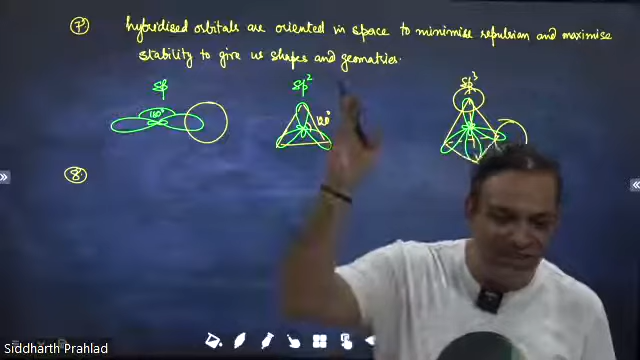 7) hybridised orbitals are oriented in space to minimise repulsion and maximise
stability to give us shapes and geomatries.
sp sp² sp³
180° 120°
8)
Siddharth Prahlad